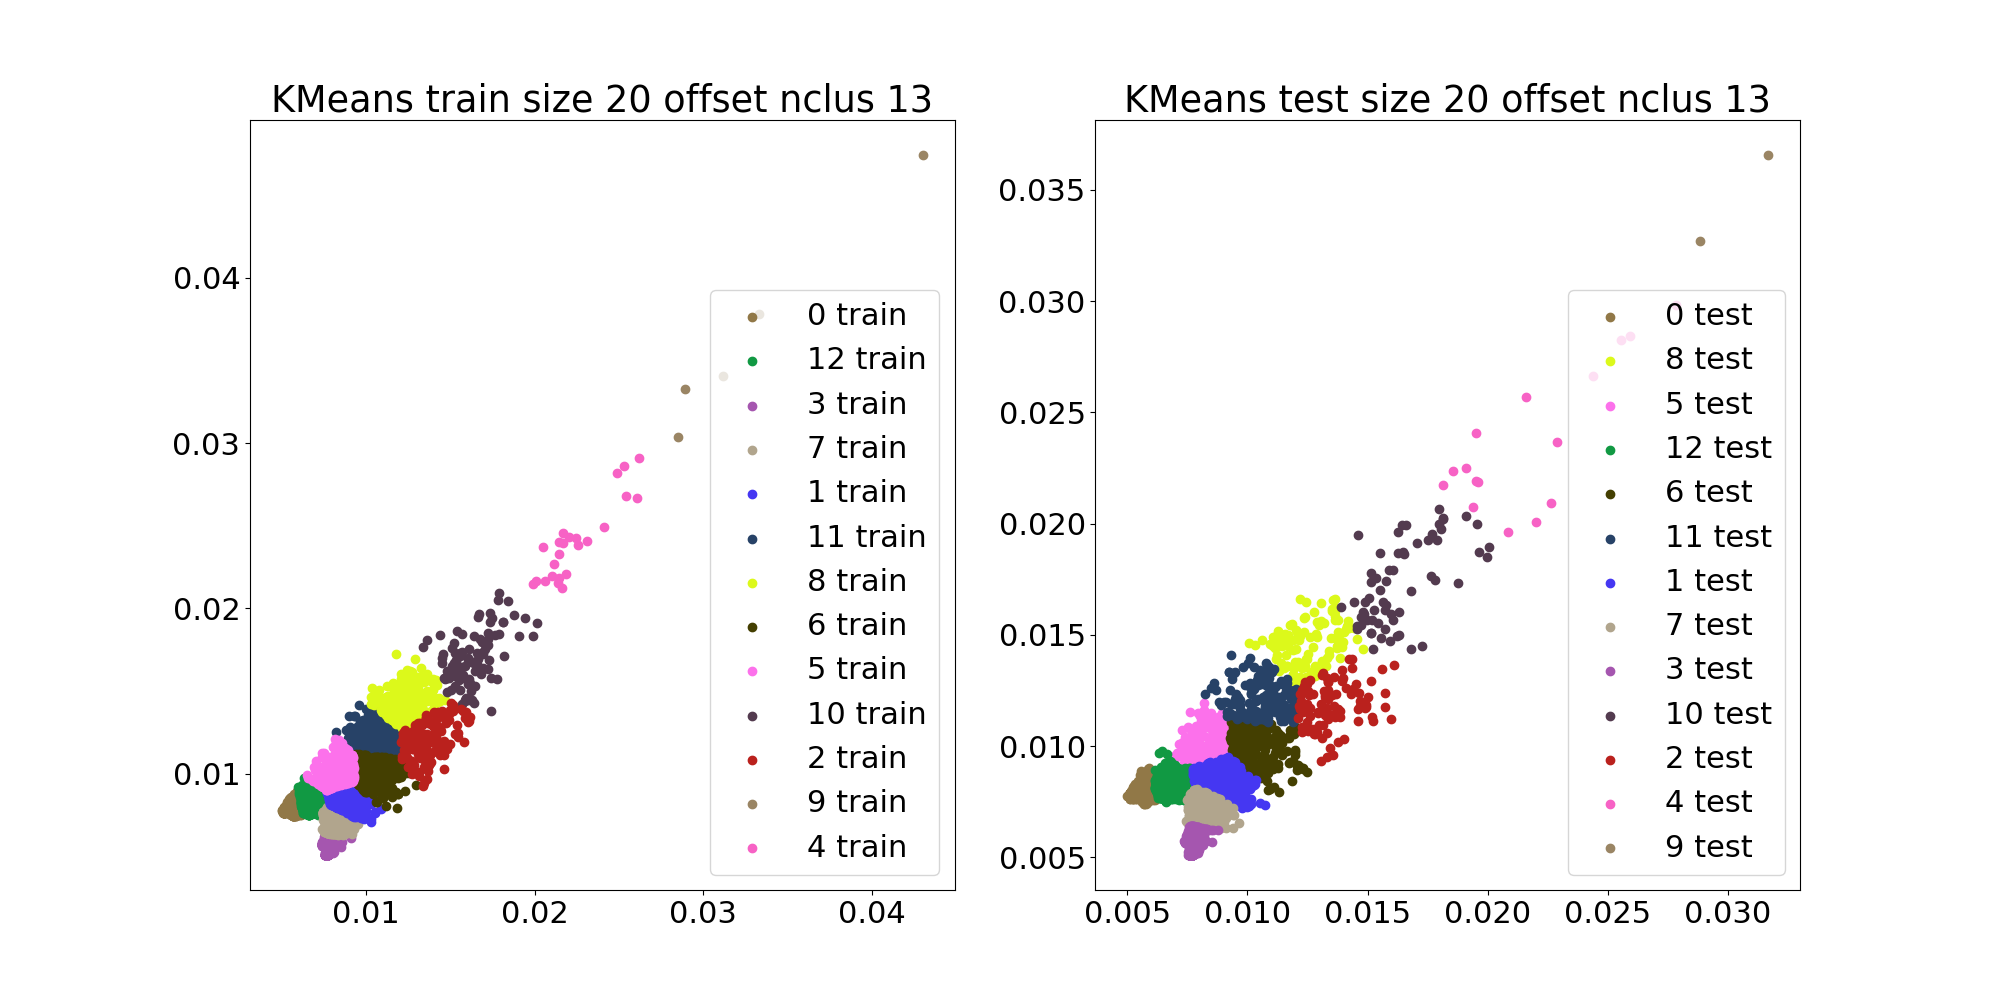 KMeans train size 20 offset nclus 13
0.04
0.03
0.02
0.01
0.01 0.02 0.03 0.04
0 train
12 train
3 train
7 train
1 train
11 train
8 train
6 train
5 train
10 train
2 train
9 train
4 train
KMeans test size 20 offset nclus 13
0.035
0.030
0.025
0.020
0.015
0.010
0.005
0.005 0.010 0.015 0.020 0.025 0.030
0 test
8 test
5 test
12 test
6 test
11 test
1 test
7 test
3 test
10 test
2 test
4 test
9 test